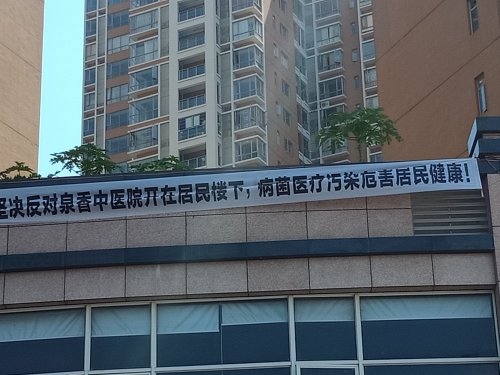 坚决反对泉香中医院开在居民楼下，病菌医疗污染危害居民健康！